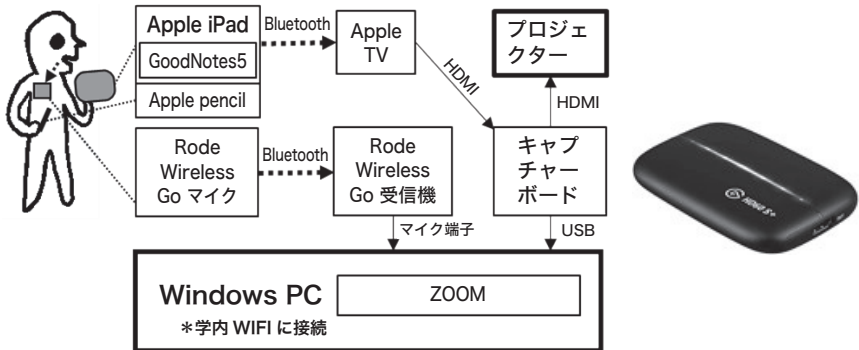 Apple iPad
GoodNotes5
Apple pencil
Bluetooth
Apple
TV
HDMI
プロジェ
クター
HDMI
Rode
Wireless
Go マイク
Bluetooth
Rode
Wireless
Go 受信機
キャプ
チャー
ボード
マイク端子
USB
Windows PC
ZOOM
＊学内 WIFI に接続
HD60 S+